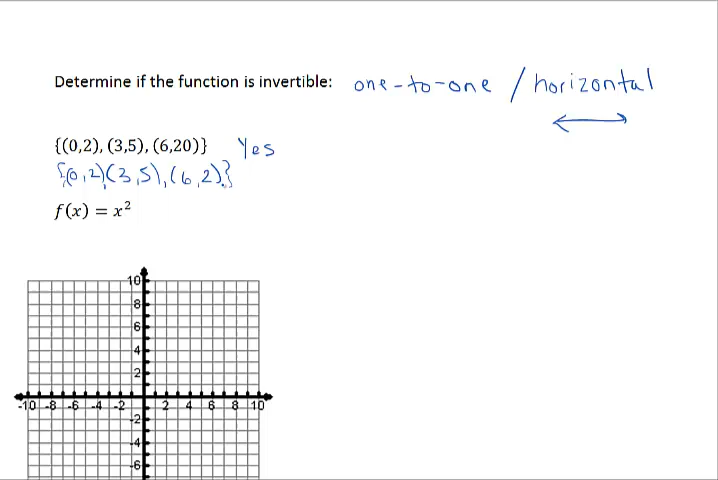 Determine if the function is invertible: one-to-one / horizontal
{(0,2), (3,5), (6,20)} Yes
{(0,2)(3,5),(6,2)}
f(x) = x²
10
8
6
4
2
-10 -8 -6 -4 -2 2 4 6 8 10
-2
-4
-6